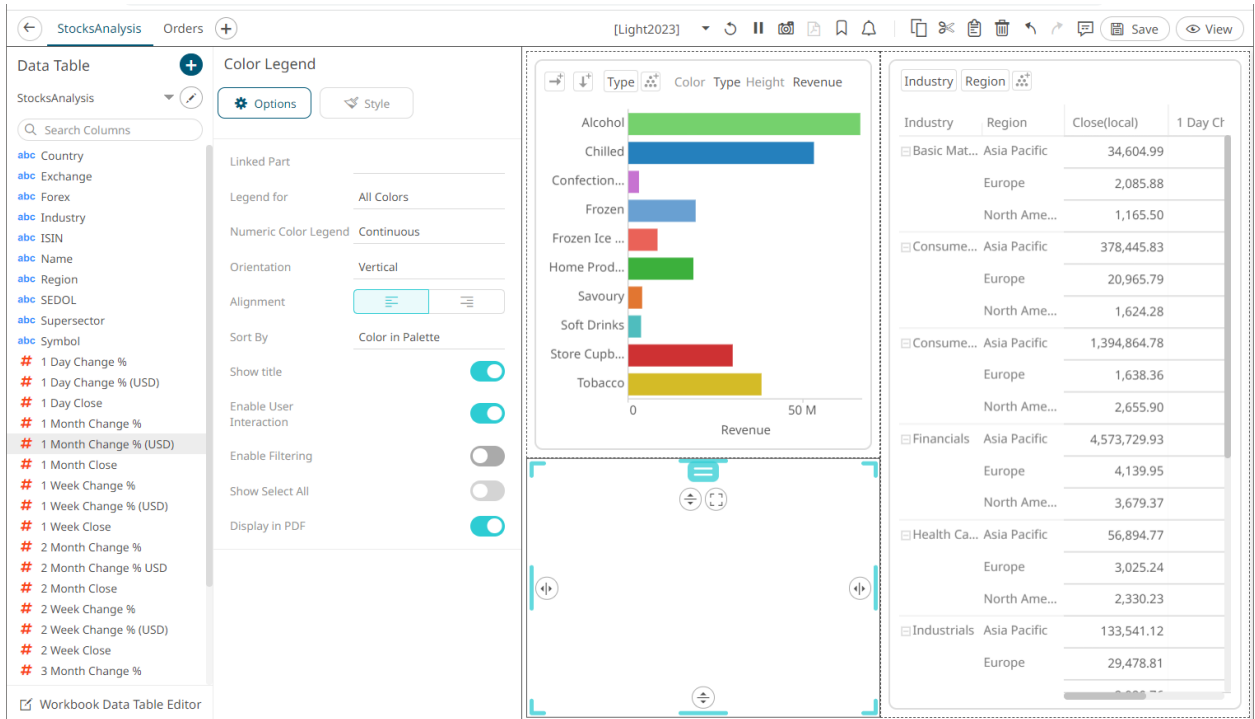 StocksAnalysis Orders [Light2023] Save View
Data Table
StocksAnalysis
Search Columns
abc Country
abc Exchange
abc Forex
abc Industry
abc ISIN
abc Name
abc Region
abc SEDOL
abc Supersector
abc Symbol
# 1 Day Change %
# 1 Day Change % (USD)
# 1 Day Close
# 1 Month Change %
# 1 Month Change % (USD)
# 1 Month Close
# 1 Week Change %
# 1 Week Change % (USD)
# 1 Week Close
# 2 Month Change %
# 2 Month Change % USD
# 2 Month Close
# 2 Week Change %
# 2 Week Change % (USD)
# 2 Week Close
# 3 Month Change %
Workbook Data Table Editor
Color Legend
Options Style
Linked Part
Legend for All Colors
Numeric Color Legend Continuous
Orientation Vertical
Alignment
Sort By Color in Palette
Show title
Enable User
Interaction
Enable Filtering
Show Select All
Display in PDF
Type Color Type Height Revenue
Alcohol
Chilled
Confection...
Frozen
Frozen Ice ...
Home Prod...
Savoury
Soft Drinks
Store Cupb...
Tobacco
0 50 M
Revenue
Industry Region
Industry Region Close(local) 1 Day Ch
Basic Mat... Asia Pacific 34,604.99
Europe 2,085.88
North Ame... 1,165.50
Consume... Asia Pacific 378,445.83
Europe 20,965.79
North Ame... 1,624.28
Consume... Asia Pacific 1,394,864.78
Europe 1,638.36
North Ame... 2,655.90
Financials Asia Pacific 4,573,729.93
Europe 4,139.95
North Ame... 3,679.37
Health Ca... Asia Pacific 56,894.77
Europe 3,025.24
North Ame... 2,330.23
Industrials Asia Pacific 133,541.12
Europe 29,478.81